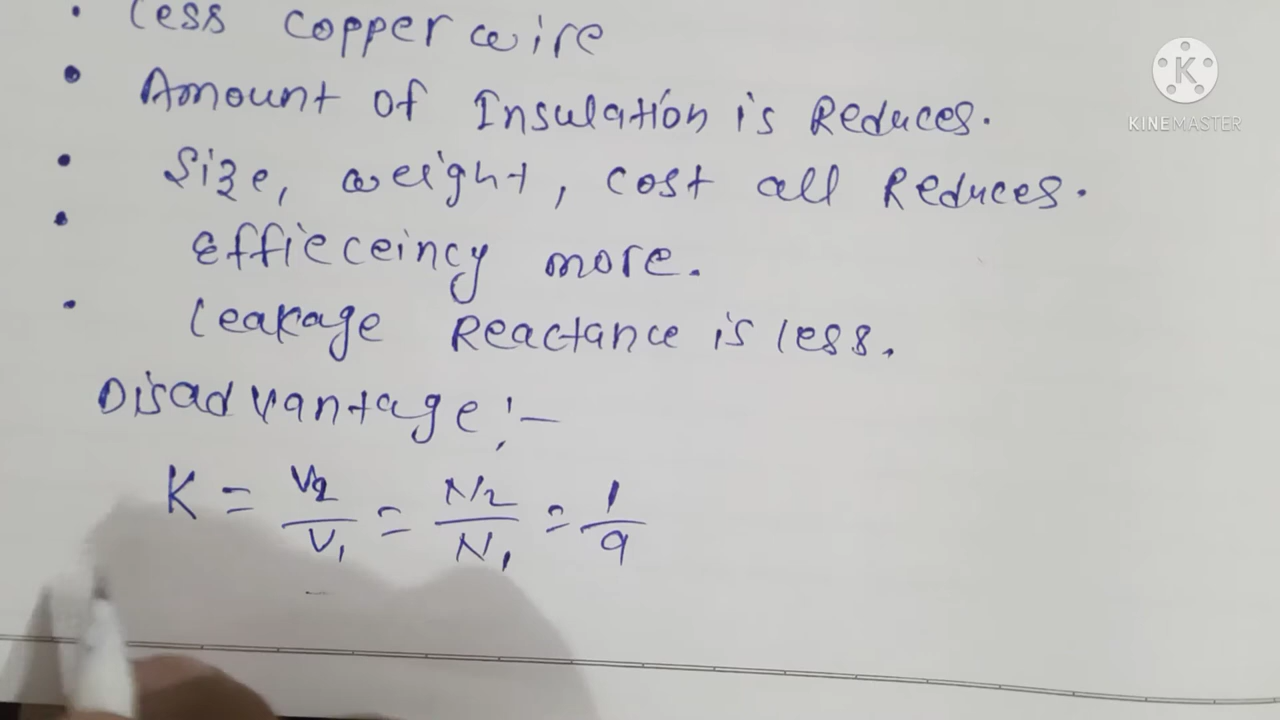 • Less copper wire
• Amount of Insulation is Reduces.
• Size, weight, cost all Reduces.
• Effieceincy more.
• Leakage Reactance is less.
Disadvantage :-
K = V2/V1 = N2/N1 = 1/a
K
KINEMASTER